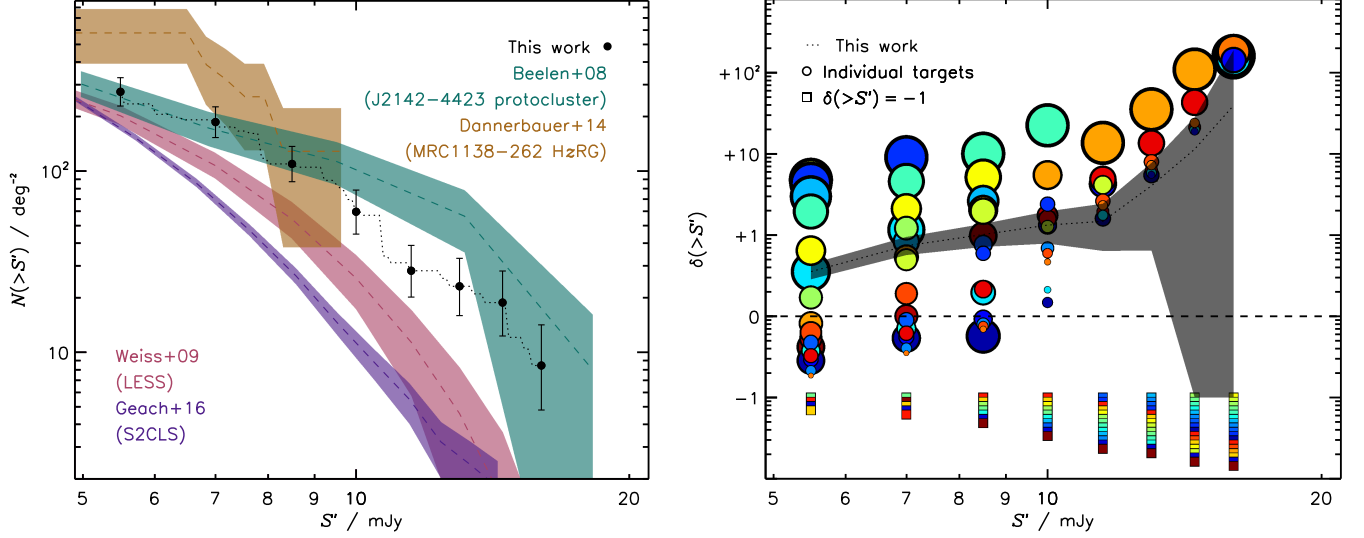 This work
Beelen+08
(J2142−4423 protocluster)
Dannerbauer+14
(MRC1138−262 HzRG)
Weiss+09
(LESS)
Geach+16
(S2CLS)
N(>S') / deg⁻²
10²
10
5
6
7
8
9
10
20
S' / mJy
This work
Individual targets
δ(>S') = −1
δ(>S')
+10²
+10
+1
0
−1
5
6
7
8
9
10
20
S' / mJy